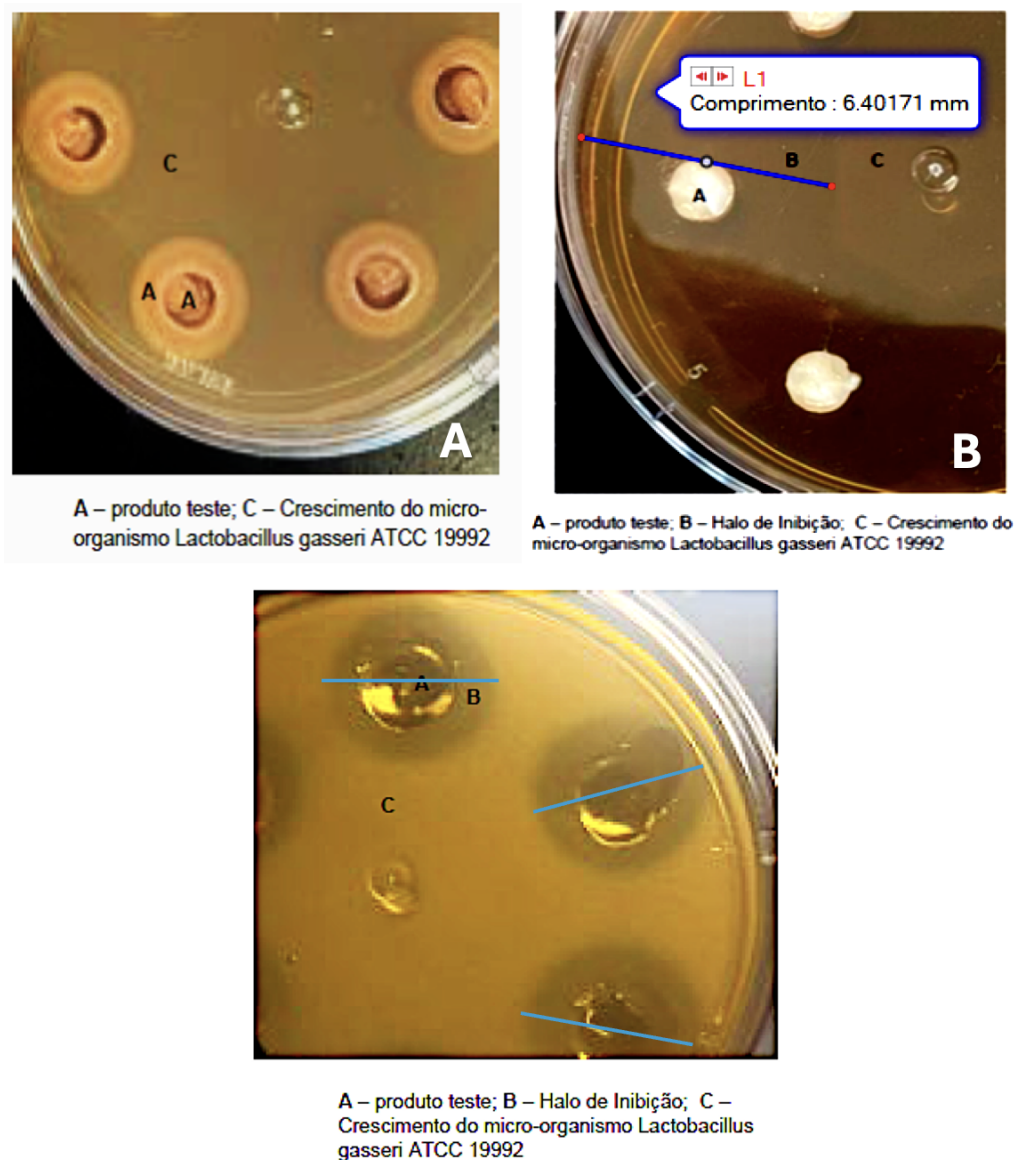 C
A
A
A
A – produto teste; C – Crescimento do micro-
organismo Lactobacillus gasseri ATCC 19992
L1
Comprimento : 6.40171 mm
B
C
A
5
B
A – produto teste; B – Halo de Inibição; C – Crescimento do
micro-organismo Lactobacillus gasseri ATCC 19992
A
B
C
A – produto teste; B – Halo de Inibição; C –
Crescimento do micro-organismo Lactobacillus
gasseri ATCC 19992